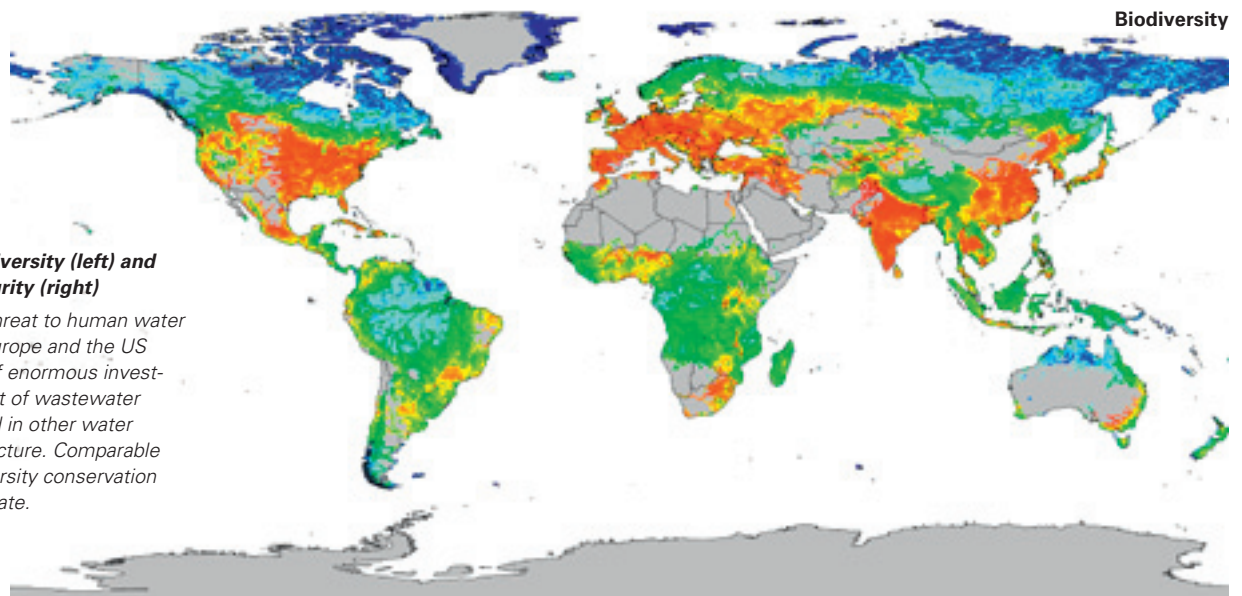 Biodiversity
versity (left) and
rity (right)
hreat to human water
urope and the US
f enormous invest-
t of wastewater
d in other water
cture. Comparable
rsity conservation
ate.